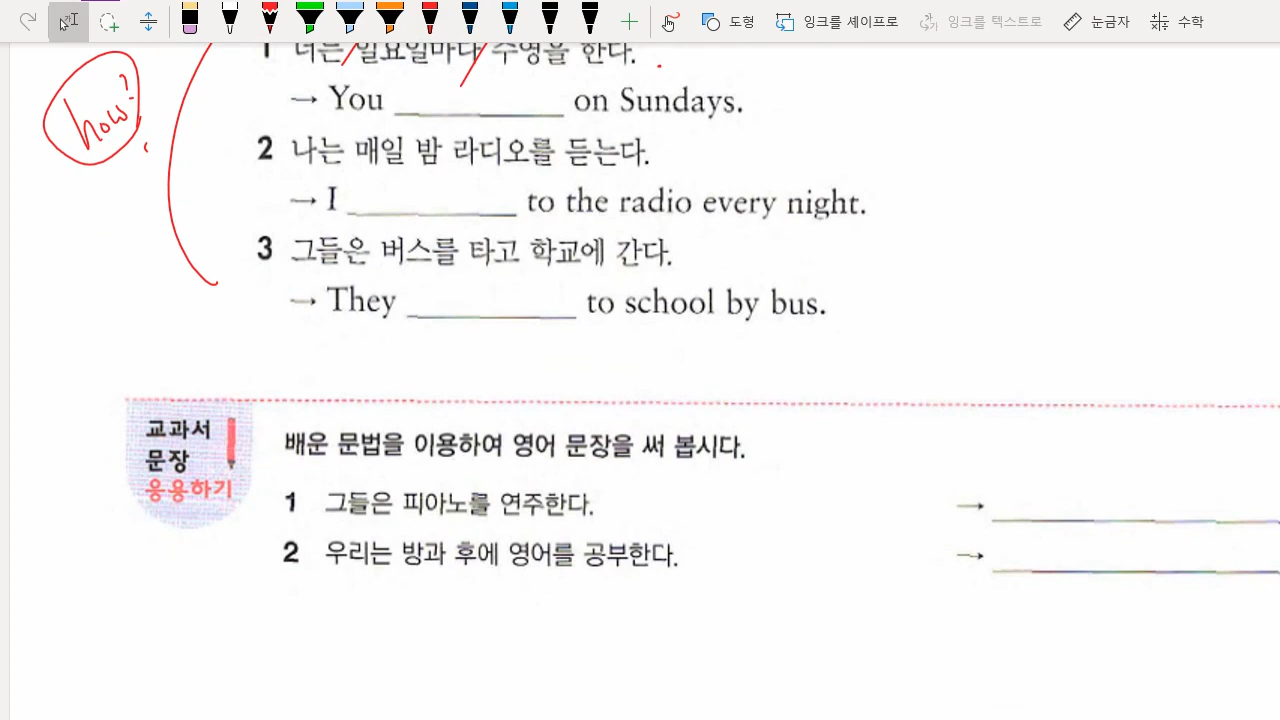 도형 잉크를 셰이프로 잉크를 텍스트로 눈금자 수학
how?
1 너는 일요일마다 수영을 한다.
→ You ________ on Sundays.
2 나는 매일 밤 라디오를 듣는다.
→ I ________ to the radio every night.
3 그들은 버스를 타고 학교에 간다.
→ They ________ to school by bus.
교과서
문장
응용하기
배운 문법을 이용하여 영어 문장을 써 봅시다.
1 그들은 피아노를 연주한다. → ________
2 우리는 방과 후에 영어를 공부한다. → ________